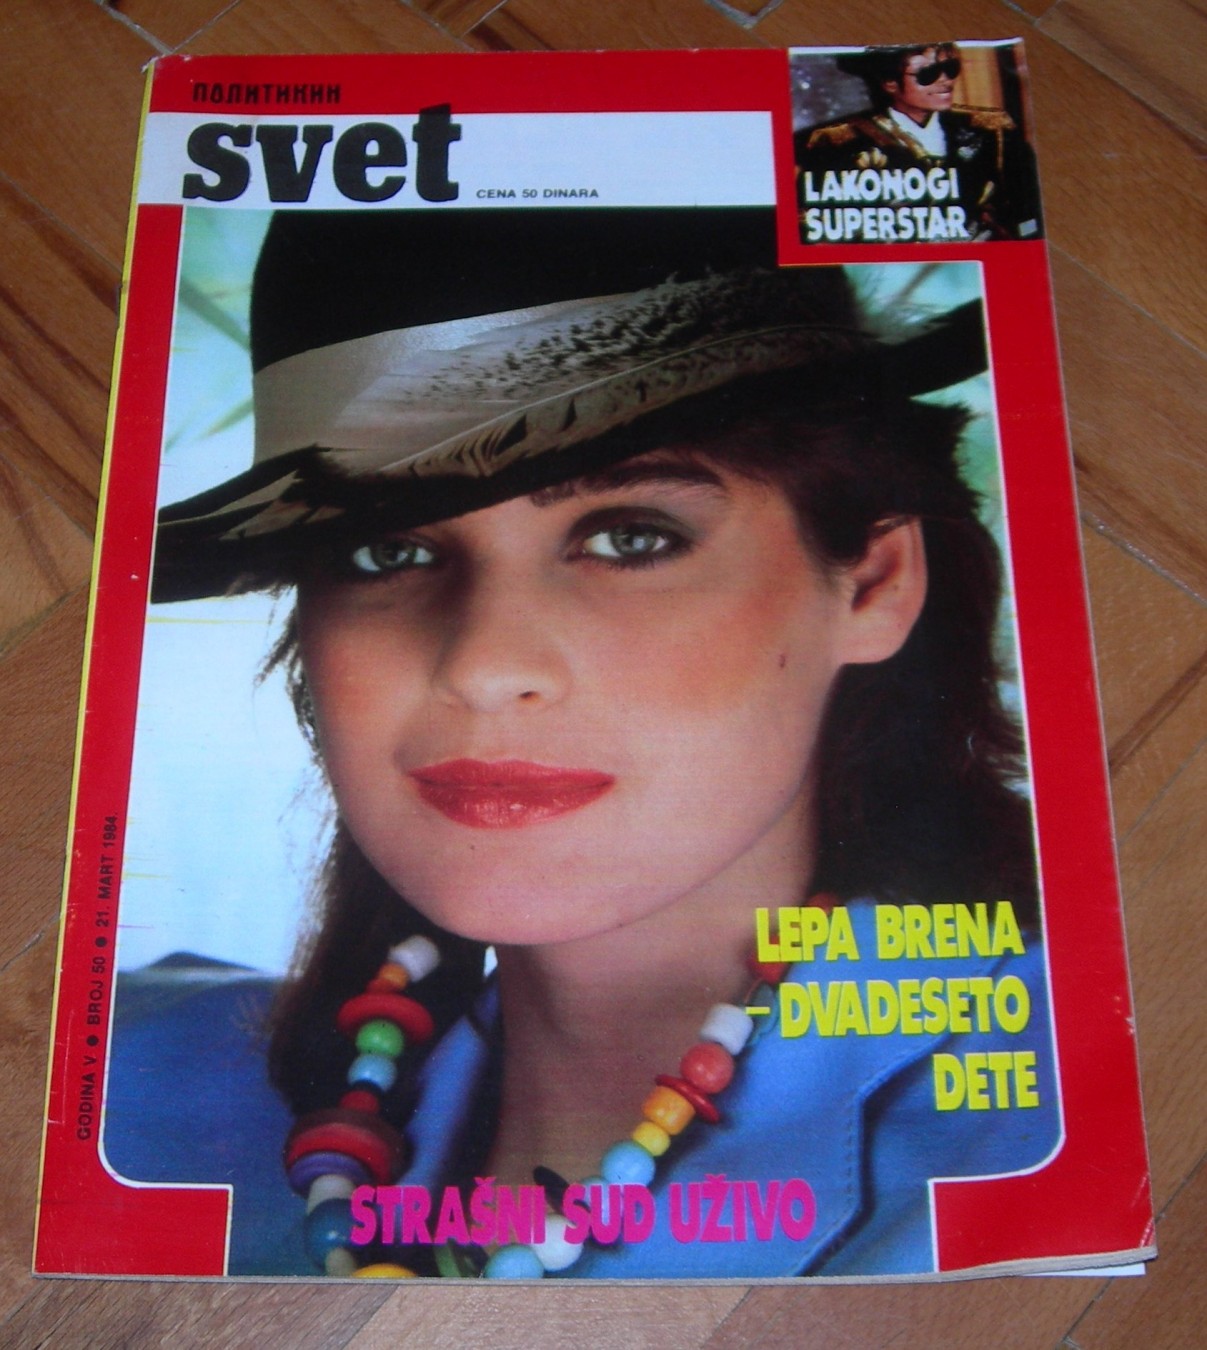 ПОЛИТИКИН
svet
CENA 50 DINARA
LAKONOGI
SUPERSTAR
GODINA V ● BROJ 50 ● 21. MART 1984.
LEPA BRENA
– DVADESETO
DETE
STRAŠNI SUD UŽIVO